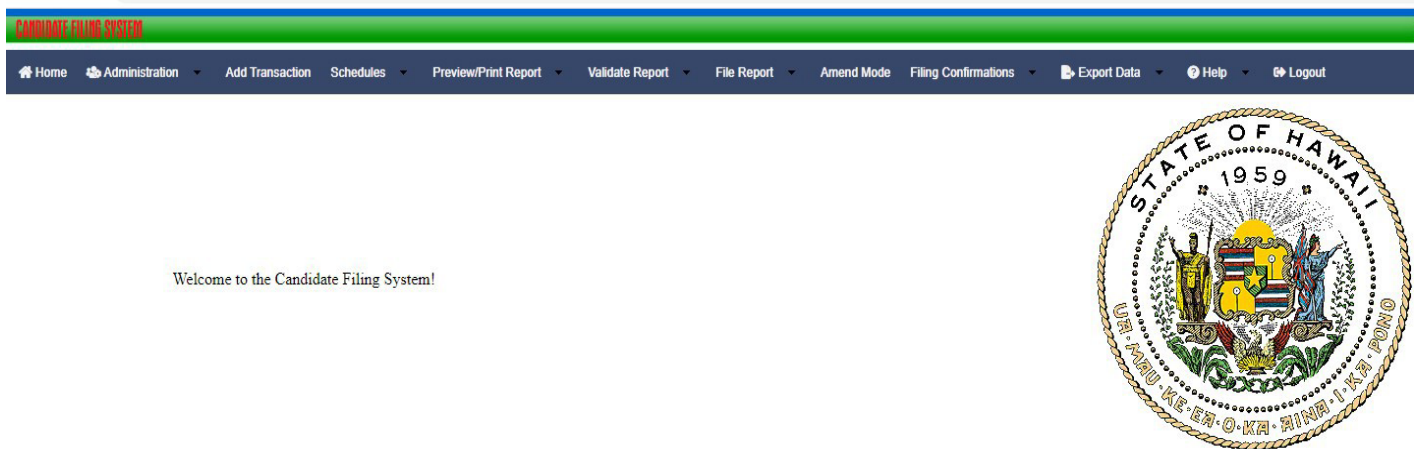 CANDIDATE FILING SYSTEM
Home Administration Add Transaction Schedules Preview/Print Report Validate Report File Report Amend Mode Filing Confirmations Export Data Help Logout
STATE OF HAWAII
1959
Welcome to the Candidate Filing System!
UA · MAU · KE · EA · O · KA · AINA · I · KA · PONO